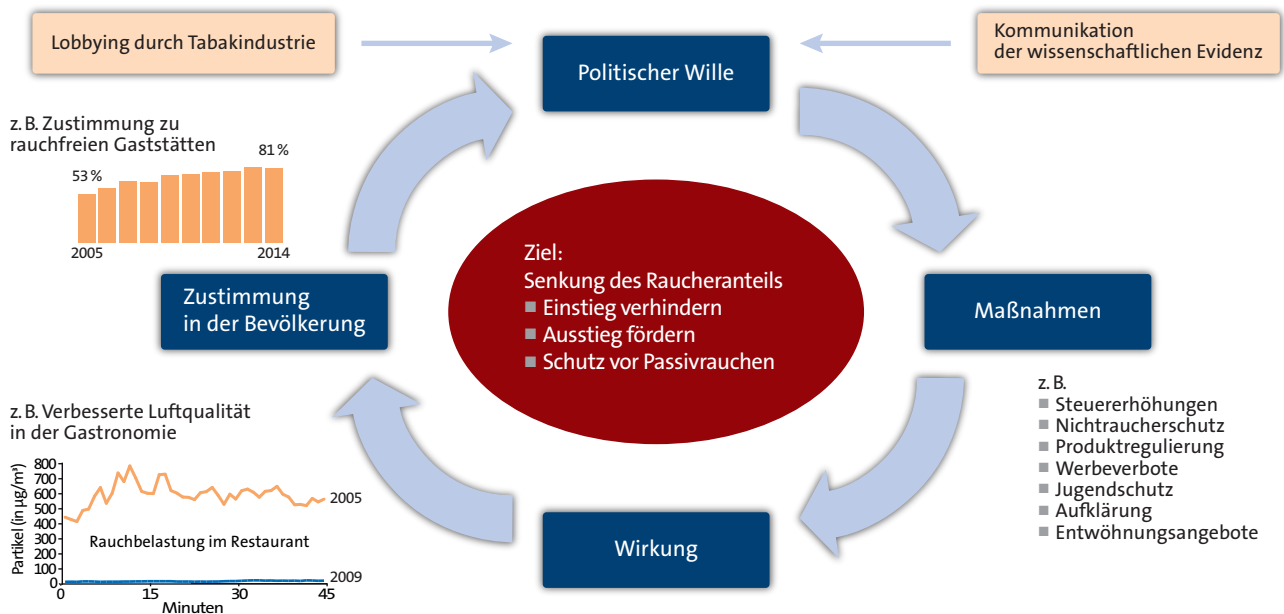 Lobbying durch Tabakindustrie
Politischer Wille
Kommunikation
der wissenschaftlichen Evidenz
z. B. Zustimmung zu
rauchfreien Gaststätten
53 %
81 %
2005
2014
Zustimmung
in der Bevölkerung
Ziel:
Senkung des Raucheranteils
Einstieg verhindern
Ausstieg fördern
Schutz vor Passivrauchen
Maßnahmen
z. B.
Steuererhöhungen
Nichtraucherschutz
Produktregulierung
Werbeverbote
Jugendschutz
Aufklärung
Entwöhnungsangebote
Wirkung
z. B. Verbesserte Luftqualität
in der Gastronomie
Partikel (in µg/m³)
800
700
600
500
400
300
200
100
0
2005
Rauchbelastung im Restaurant
2009
0
15
30
45
Minuten